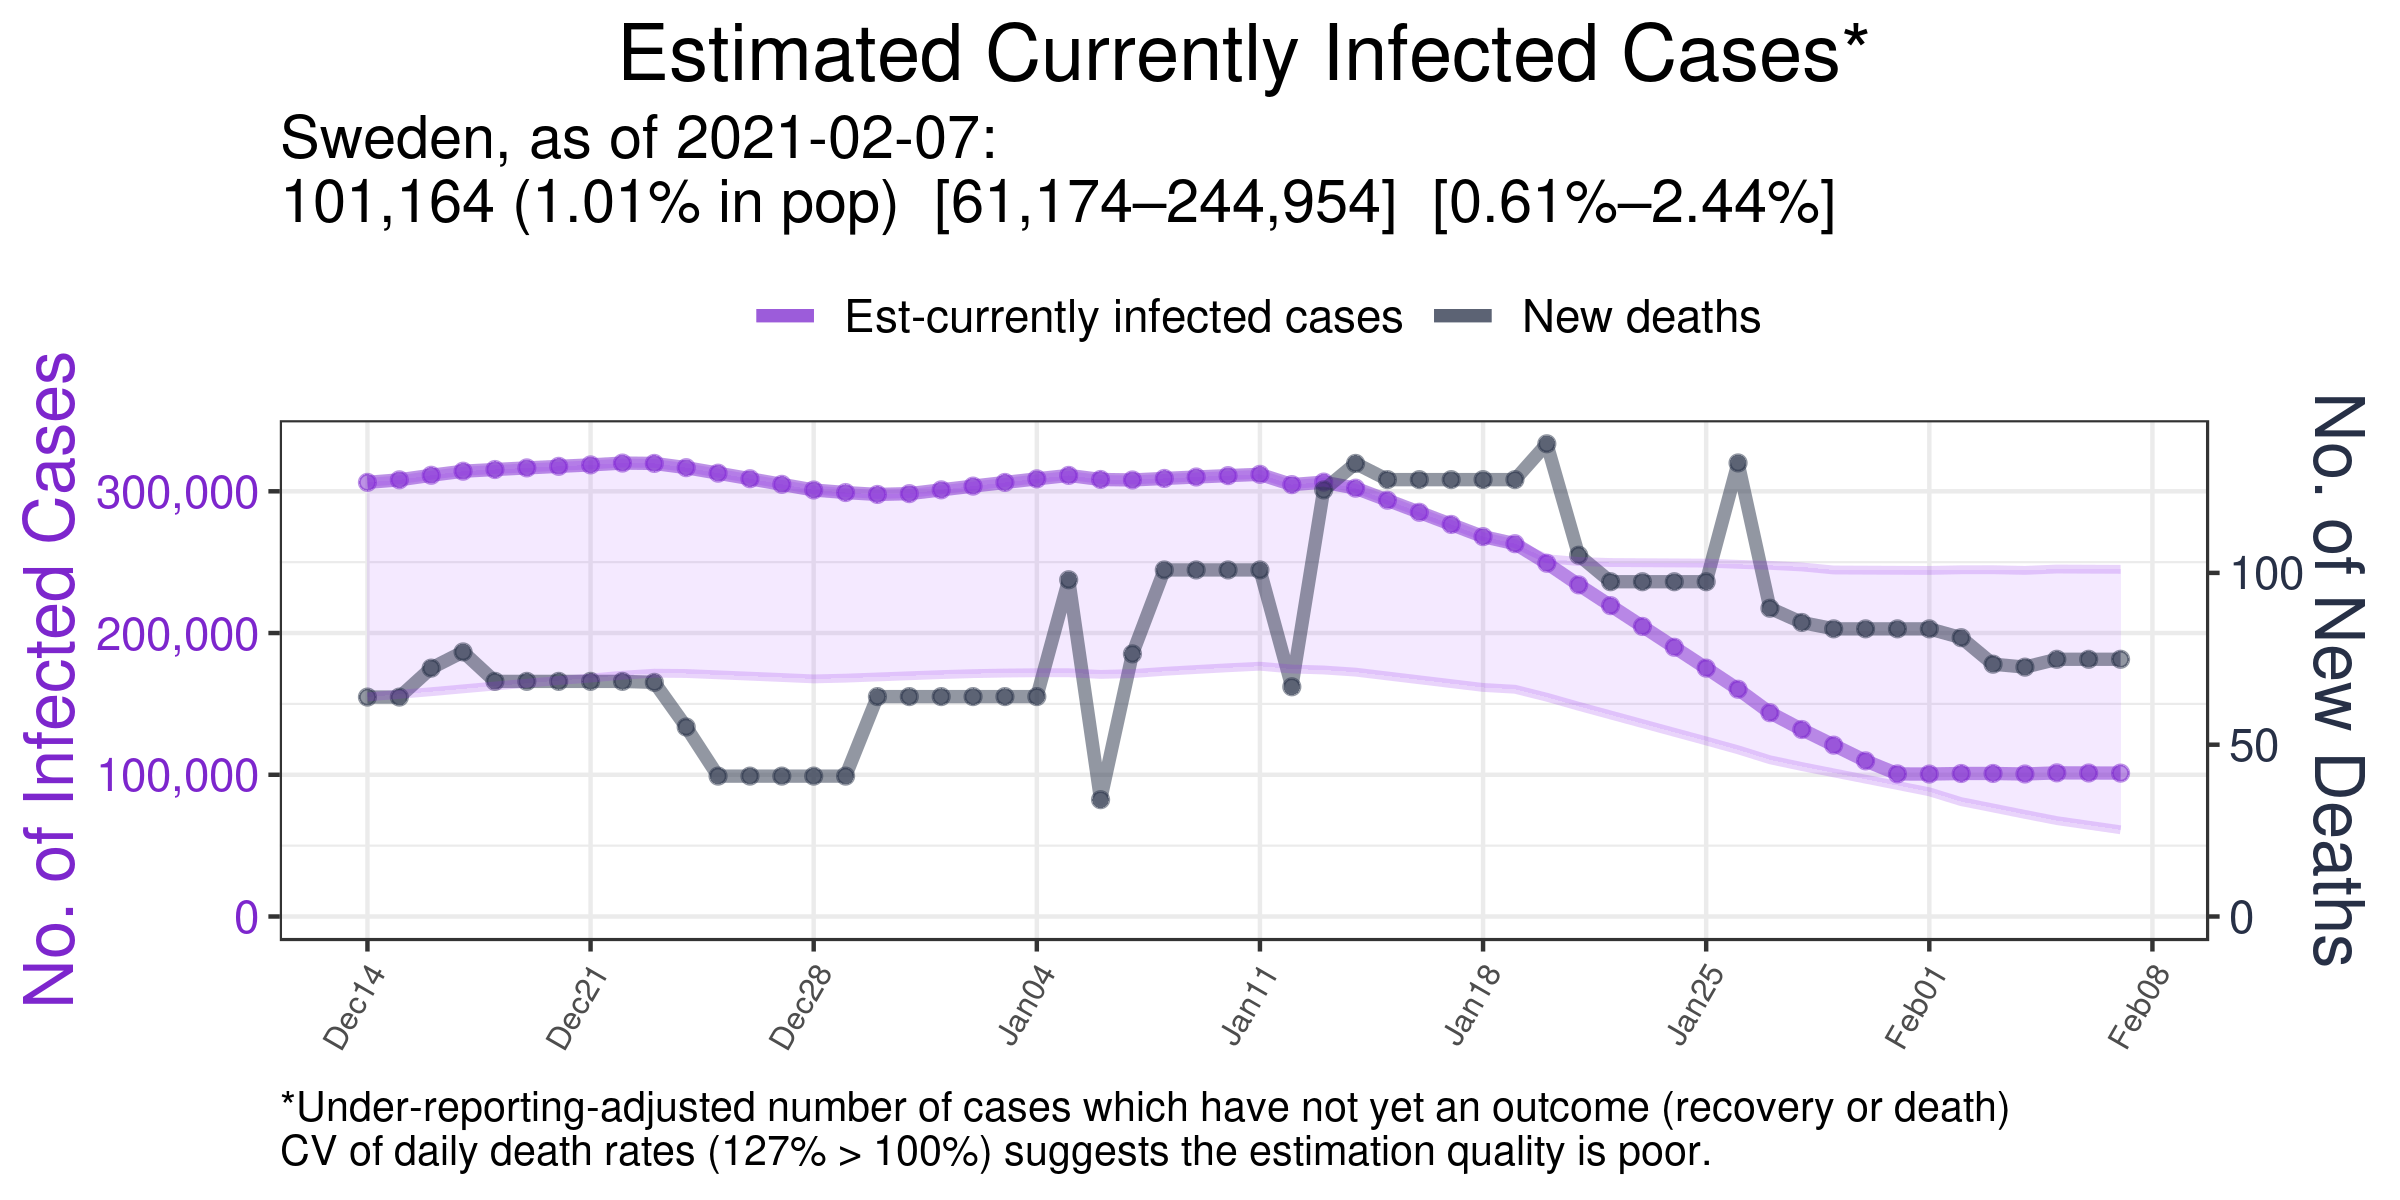 Estimated Currently Infected Cases*
Sweden, as of 2021-02-07:
101,164 (1.01% in pop) [61,174–244,954] [0.61%–2.44%]
Est-currently infected cases New deaths
No. of Infected Cases
300,000
200,000
100,000
0
No. of New Deaths
100
50
0
Dec14 Dec21 Dec28 Jan04 Jan11 Jan18 Jan25 Feb01 Feb08
*Under-reporting-adjusted number of cases which have not yet an outcome (recovery or death)
CV of daily death rates (127% > 100%) suggests the estimation quality is poor.